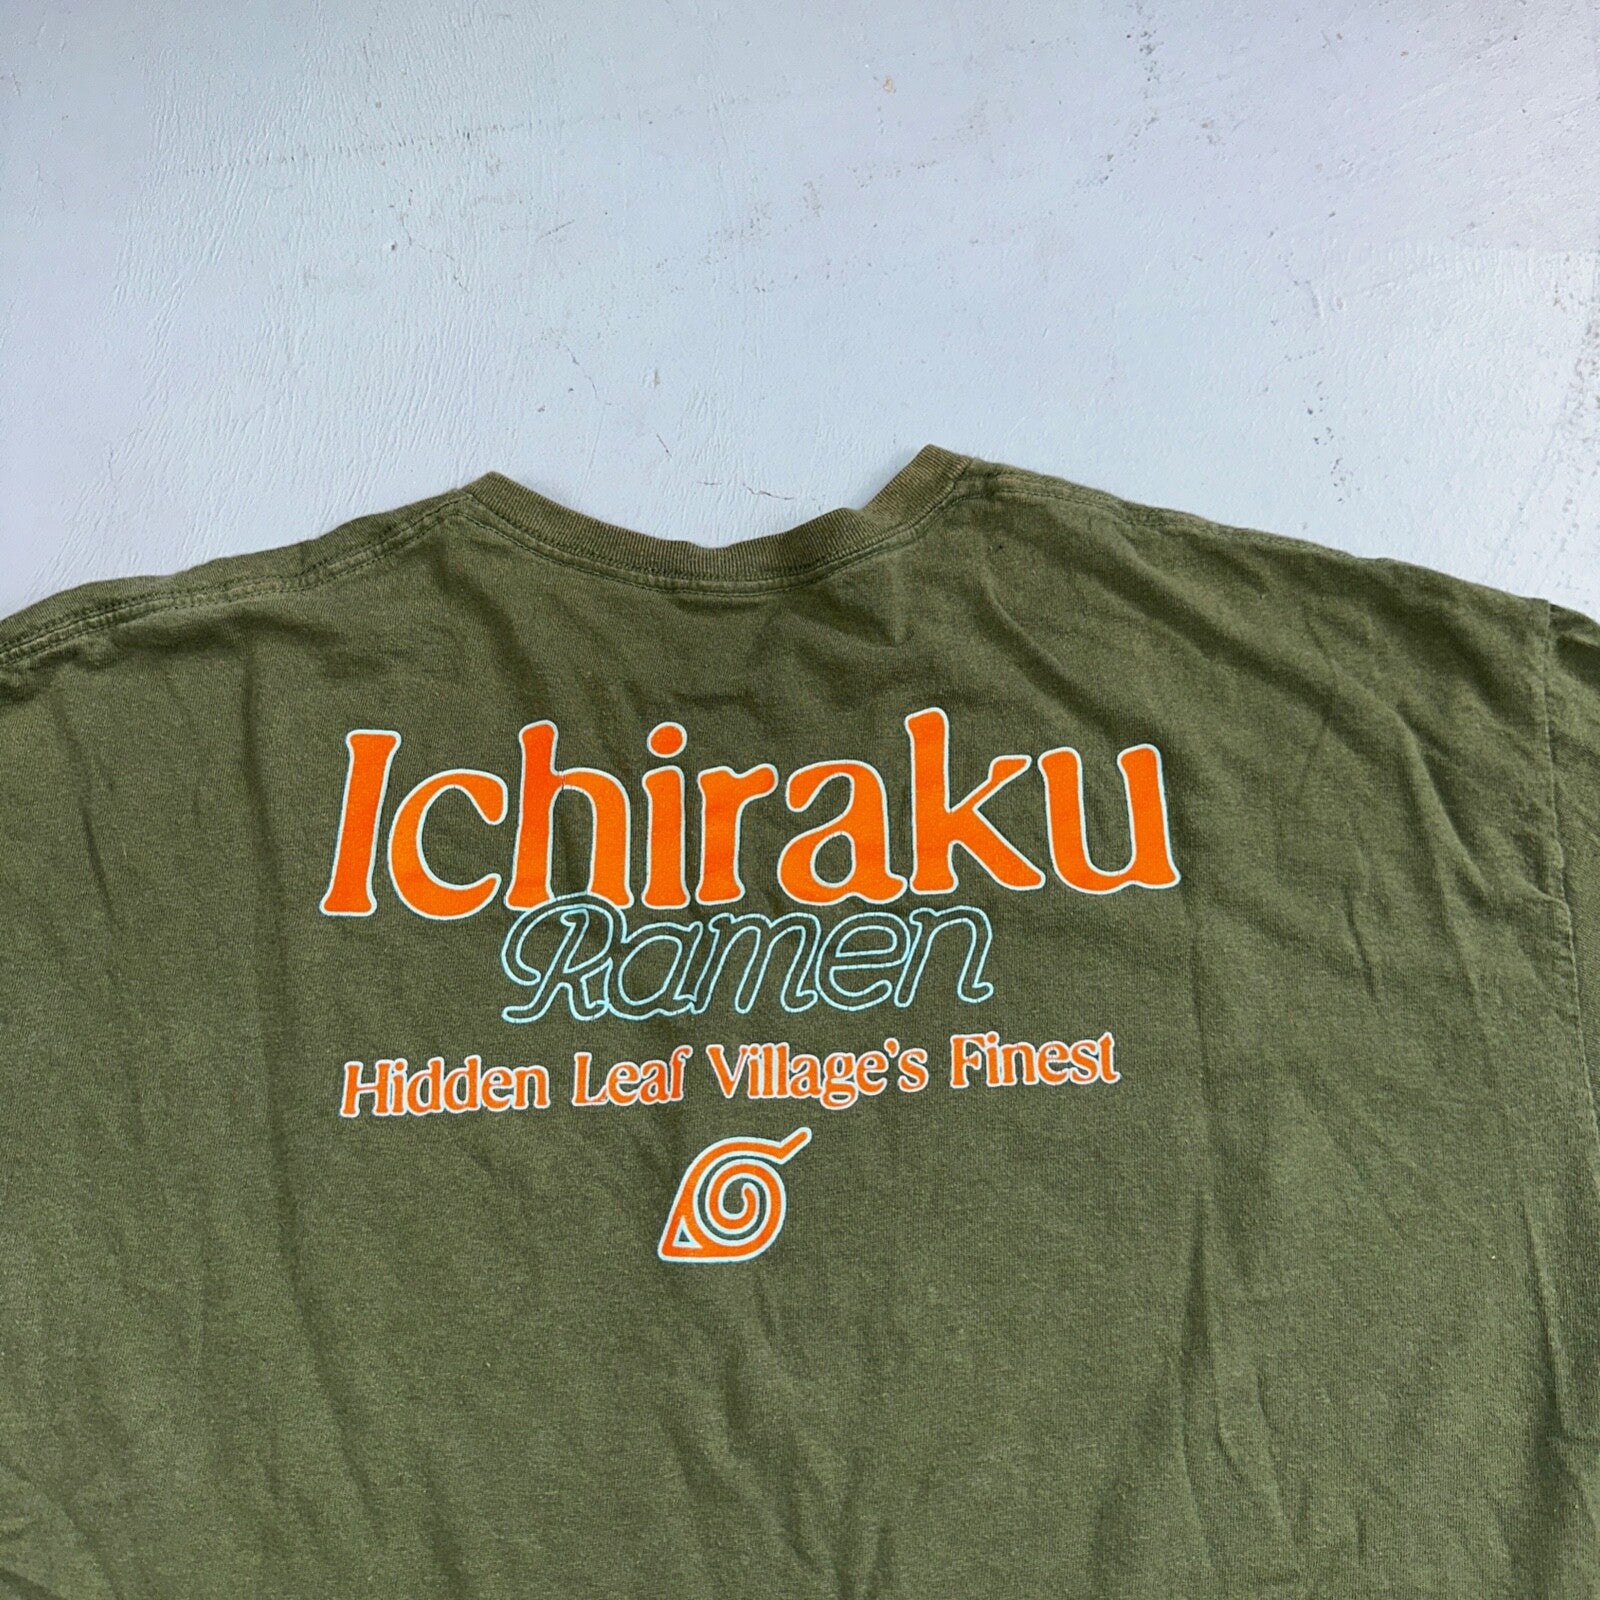 Ichiraku
Ramen
Hidden Leaf Village's Finest